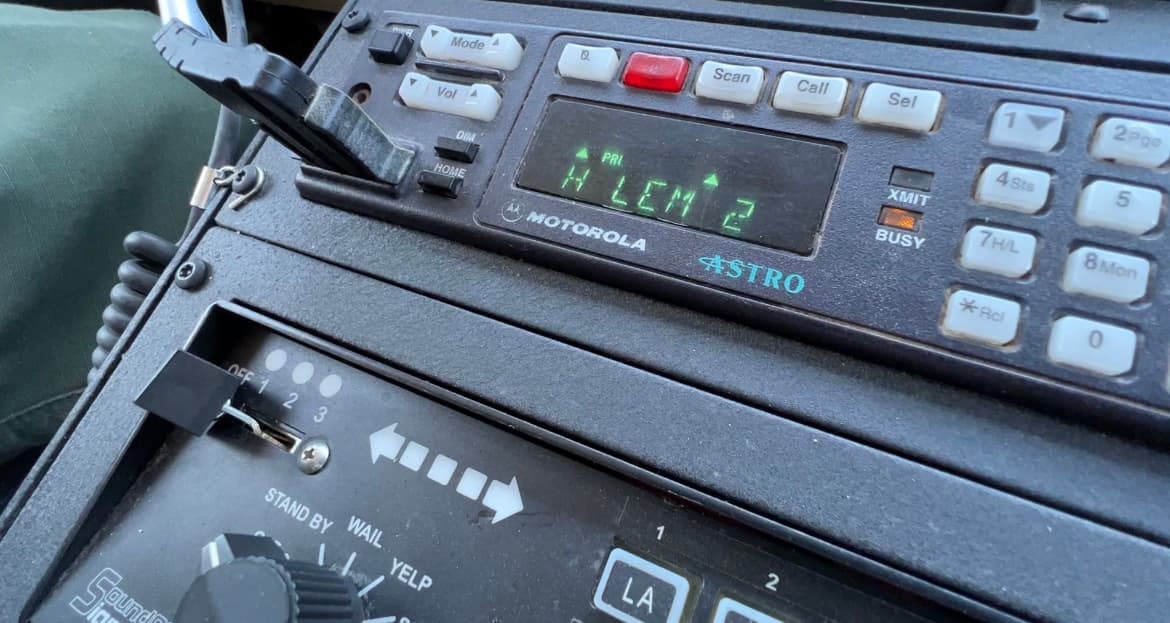 Mode
Vol
DIM
HOME
Scan
Call
Sel
PRI
H LEM 2
MOTOROLA
ASTRO
XMIT
BUSY
1
2Pge
4Sts
5
7H/L
8Mon
*Rcl
0
OFF
1
2
3
STAND BY
WAIL
YELP
1
LA
2